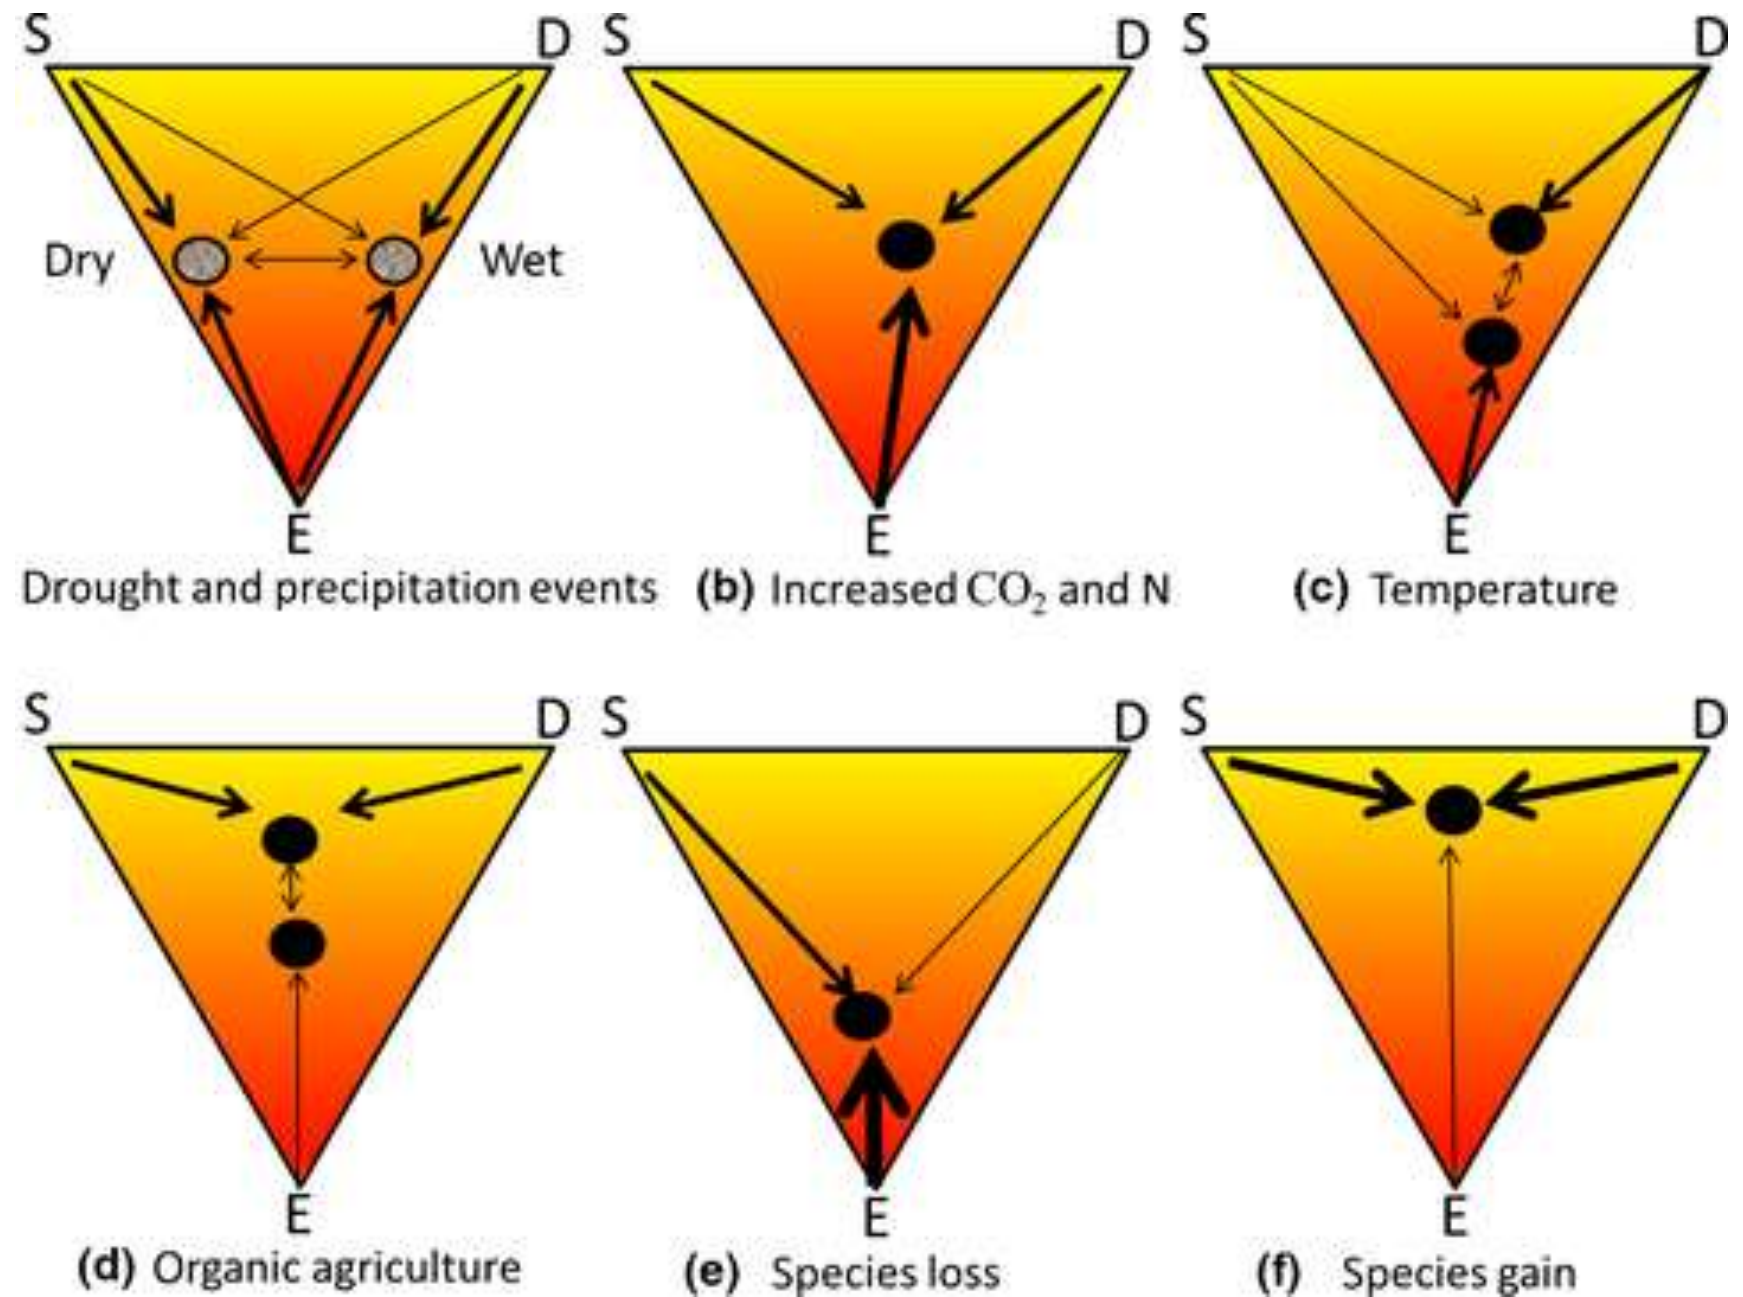 S D S D S D
Dry Wet
E E E
Drought and precipitation events (b) Increased CO₂ and N (c) Temperature
S D S D S D
E E E
(d) Organic agriculture (e) Species loss (f) Species gain